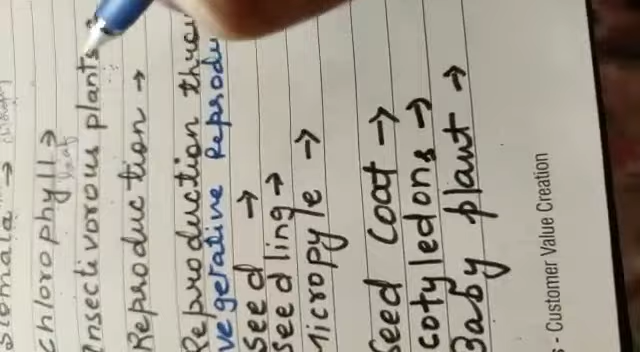 Stomata →
Chlorophyll →
leaf
Insectivorous plants
Reproduction →
Reproduction
Vegetative Reprodu
Seed →
Seedling →
Micropyle →
Seed Coat →
cotyledons →
Baby plant →
- Customer Value Creation